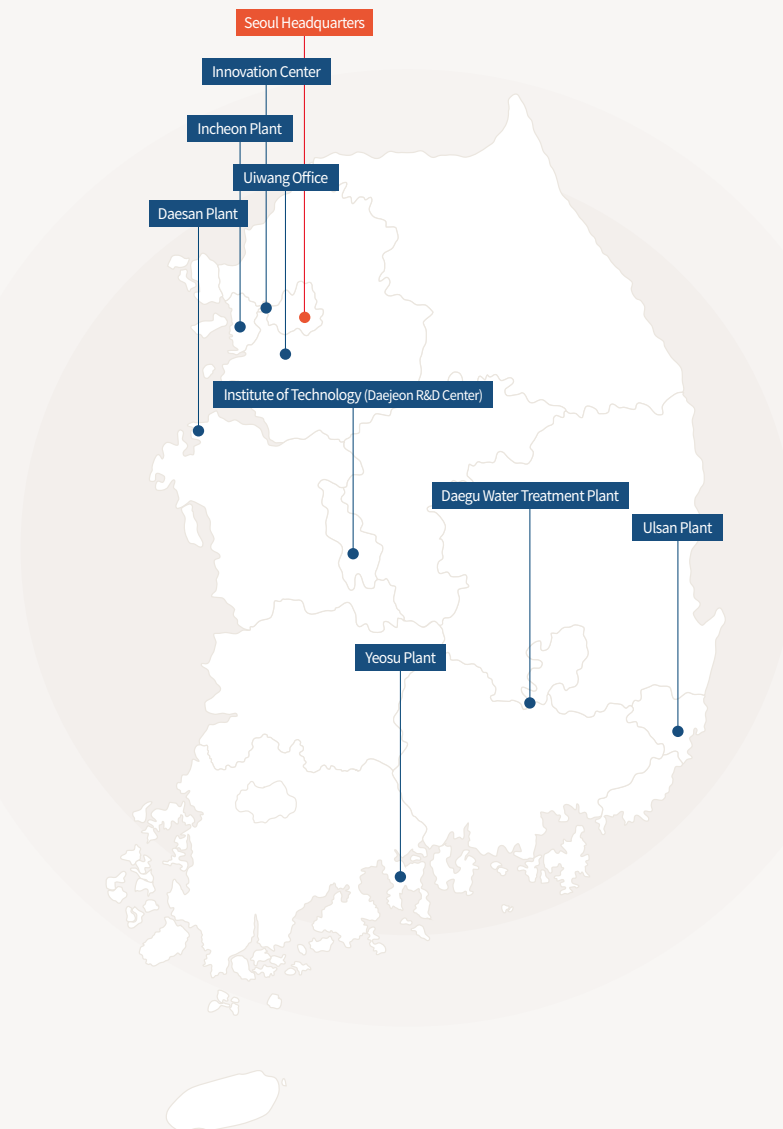 Seoul Headquarters
Innovation Center
Incheon Plant
Uiwang Office
Daesan Plant
Institute of Technology (Daejeon R&D Center)
Daegu Water Treatment Plant
Ulsan Plant
Yeosu Plant